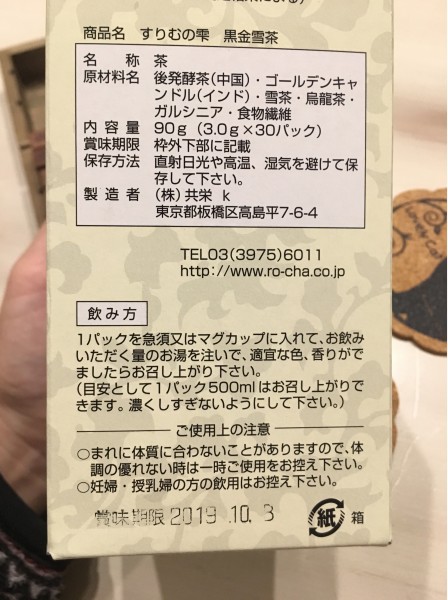 商品名 すりむの雫 黒金雪茶
名称 茶
原材料名 後発酵茶(中国)・ゴールデンキャ
ンドル(インド)・雪茶・烏龍茶・
ガルシニア・食物繊維
内容量 90g (3.0g×30パック)
賞味期限 枠外下部に記載
保存方法 直射日光や高温、湿気を避けて保
存して下さい。
製造者 (株)共栄 k
東京都板橋区高島平7-6-4
TEL03(3975)6011
http://www.ro-cha.co.jp
飲み方
1パックを急須又はマグカップに入れて、お飲み
いただく量のお湯を注いで、適宜な色、香りがで
ましたらお召し上がり下さい。
(目安として1パック500mlはお召し上がりで
きます。濃くしすぎないようにして下さい。)
ご使用上の注意
○まれに体質に合わないことがありますので、体
調の優れない時は一時ご使用をお控え下さい。
○妊婦・授乳婦の方の飲用はお控え下さい。
賞味期限 2019.10.3
紙 箱